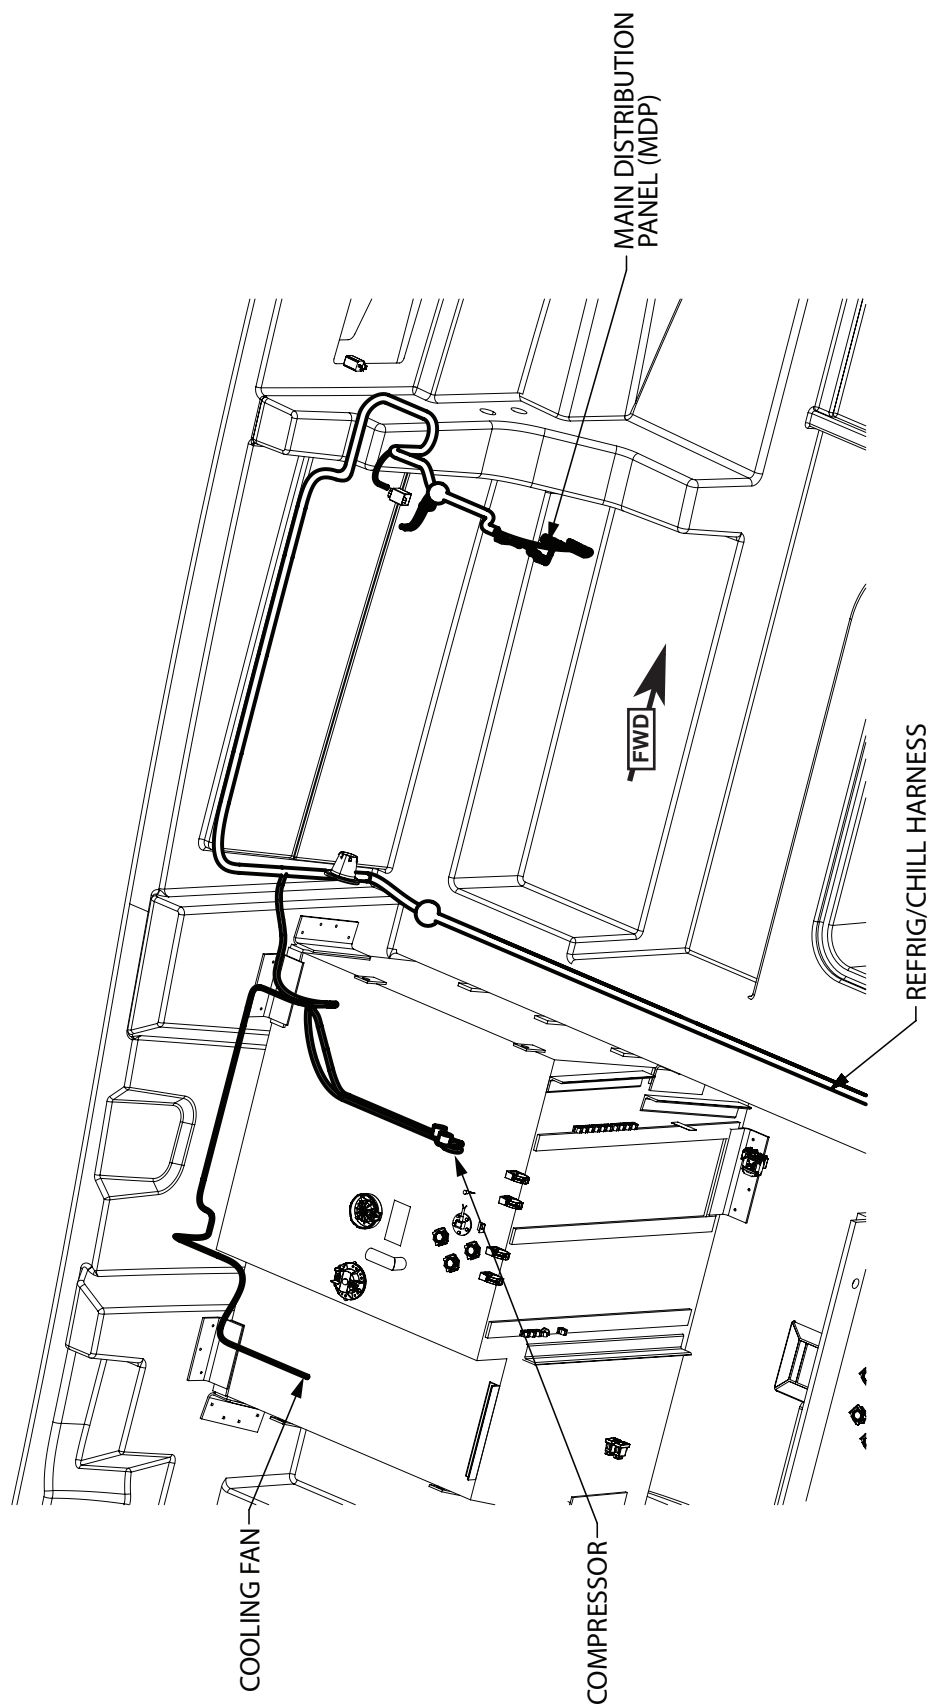 MAIN DISTRIBUTION
PANEL (MDP)
FWD
REFRIG/CHILL HARNESS
COOLING FAN
COMPRESSOR